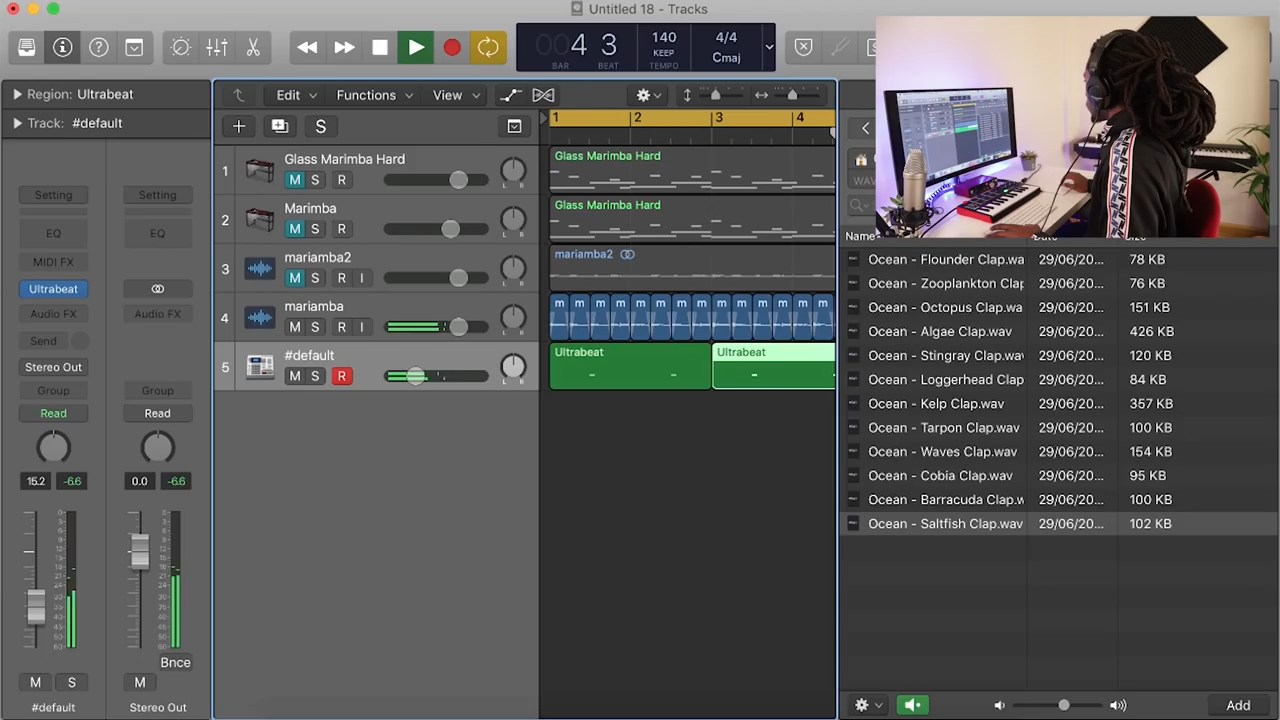 Untitled 18 - Tracks
004 3
BAR BEAT
140
KEEP
TEMPO
4/4
Cmaj
Region: Ultrabeat
Track: #default
Edit
Functions
View
S
1 2 3 4
Setting
Setting
EQ
EQ
MIDI FX
Ultrabeat
Audio FX
Audio FX
Send
Stereo Out
Group
Group
Read
Read
15.2 -6.6
0.0 -6.6
Bnce
M S
M
#default
Stereo Out
1
Glass Marimba Hard
M S R
L R
Glass Marimba Hard
2
Marimba
M S R
L R
Glass Marimba Hard
3
mariamba2
M S R I
L R
mariamba2
4
mariamba
M S R I
L R
m m m m m m m m m m m m
5
#default
M S R
L R
Ultrabeat
Ultrabeat
WAV
Name
Size
Ocean - Flounder Clap.wa 29/06/20... 78 KB
Ocean - Zooplankton Clap 29/06/20... 76 KB
Ocean - Octopus Clap.wa 29/06/20... 151 KB
Ocean - Algae Clap.wav 29/06/20... 426 KB
Ocean - Stingray Clap.wav 29/06/20... 120 KB
Ocean - Loggerhead Clap 29/06/20... 84 KB
Ocean - Kelp Clap.wav 29/06/20... 357 KB
Ocean - Tarpon Clap.wav 29/06/20... 100 KB
Ocean - Waves Clap.wav 29/06/20... 154 KB
Ocean - Cobia Clap.wav 29/06/20... 95 KB
Ocean - Barracuda Clap.w 29/06/20... 100 KB
Ocean - Saltfish Clap.wav 29/06/20... 102 KB
Add